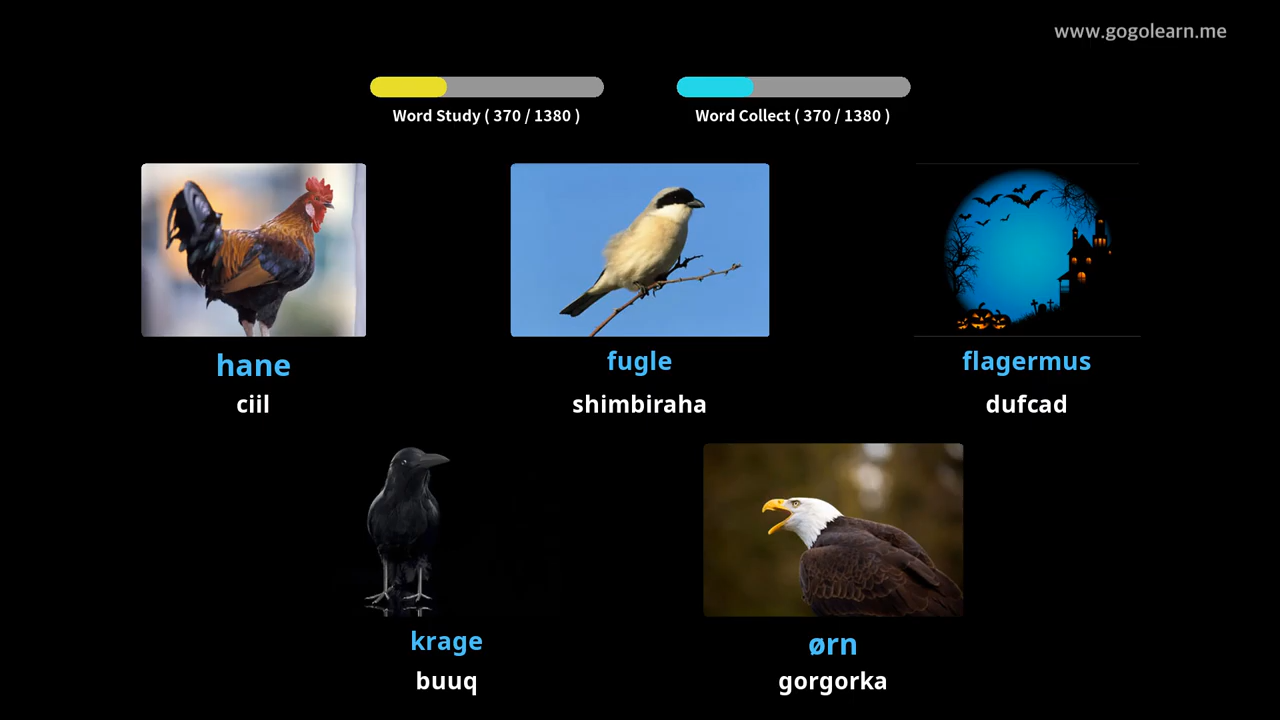 www.gogolearn.me
Word Study ( 370 / 1380 )
Word Collect ( 370 / 1380 )
hane
ciil
fugle
shimbiraha
flagermus
dufcad
krage
buuq
ørn
gorgorka